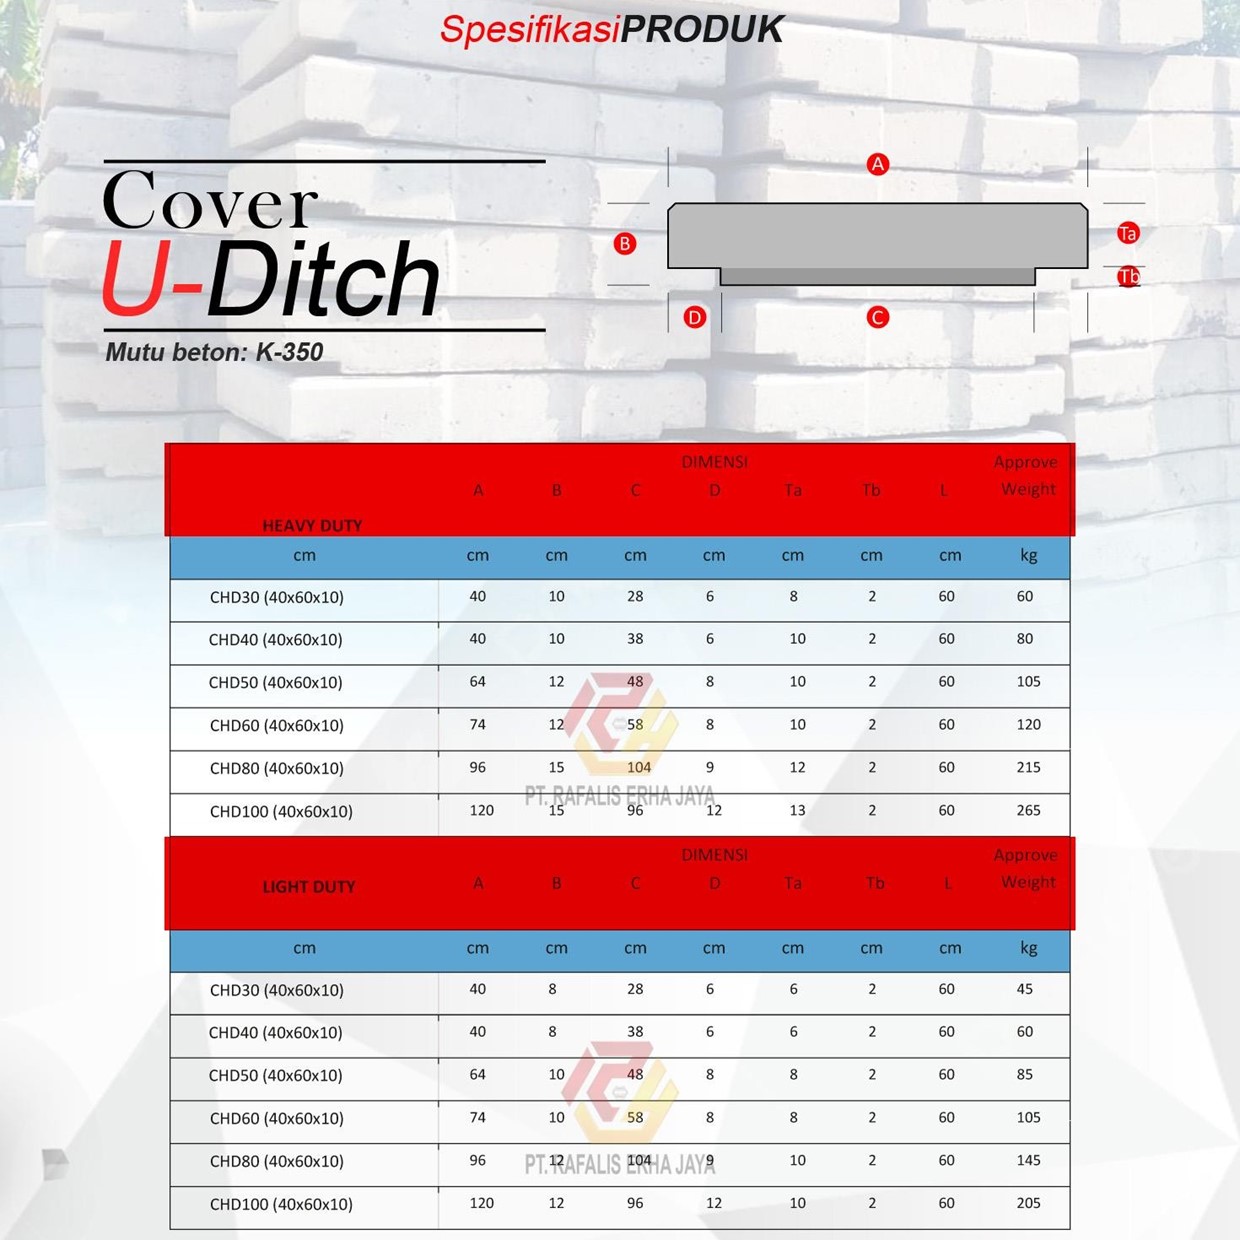 SpesifikasiPRODUK
Cover
U-Ditch
Mutu beton: K-350
A
B
Ta
Tb
D
C
DIMENSI Approve
A B C D Ta Tb L Weight
HEAVY DUTY
cm cm cm cm cm cm cm cm kg
CHD30 (40x60x10) 40 10 28 6 8 2 60 60
CHD40 (40x60x10) 40 10 38 6 10 2 60 80
CHD50 (40x60x10) 64 12 48 8 10 2 60 105
CHD60 (40x60x10) 74 12 58 8 10 2 60 120
CHD80 (40x60x10) 96 15 104 9 12 2 60 215
PT. RAFALIS ERHA JAYA
CHD100 (40x60x10) 120 15 96 12 13 2 60 265
DIMENSI Approve
LIGHT DUTY A B C D Ta Tb L Weight
cm cm cm cm cm cm cm cm kg
CHD30 (40x60x10) 40 8 28 6 6 2 60 45
CHD40 (40x60x10) 40 8 38 6 6 2 60 60
CHD50 (40x60x10) 64 10 48 8 8 2 60 85
CHD60 (40x60x10) 74 10 58 8 8 2 60 105
CHD80 (40x60x10) 96 12 104 9 10 2 60 145
PT. RAFALIS ERHA JAYA
CHD100 (40x60x10) 120 12 96 12 10 2 60 205